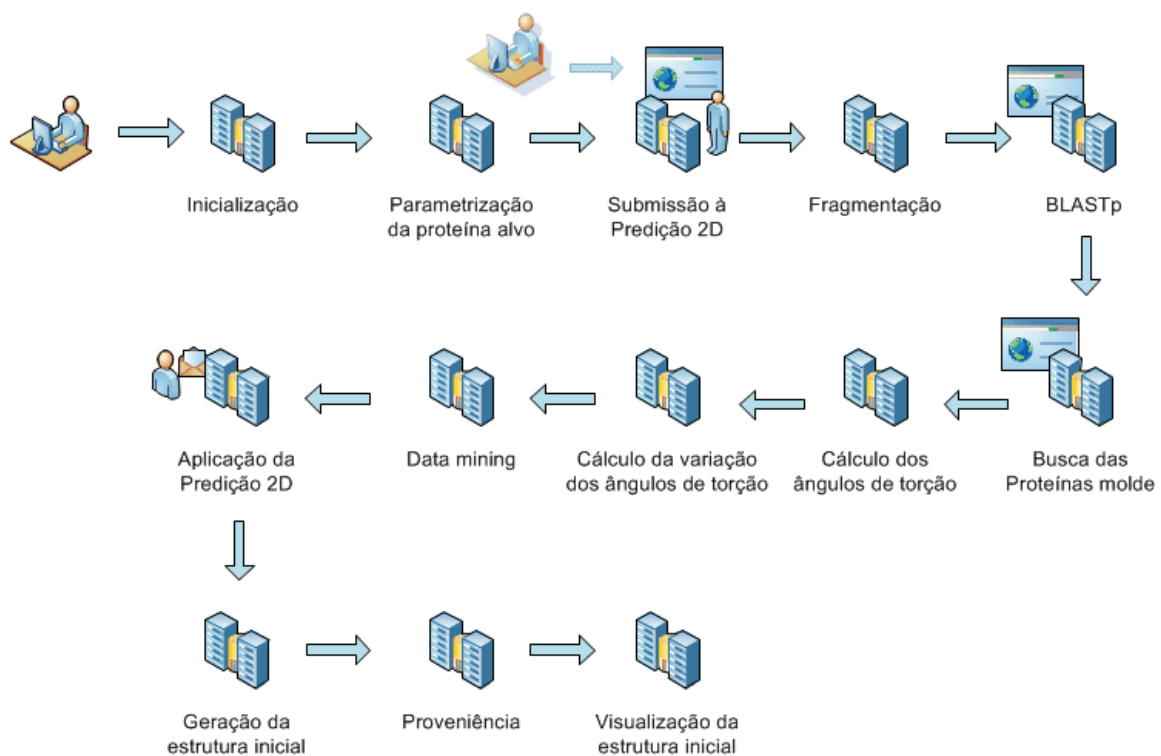 Inicialização
Parametrização
da proteína alvo
Submissão à
Predição 2D
Fragmentação
BLASTp
Aplicação da
Predição 2D
Data mining
Cálculo da variação
dos ângulos de torção
Cálculo dos
ângulos de torção
Busca das
Proteínas molde
Geração da
estrutura inicial
Proveniência
Visualização da
estrutura inicial